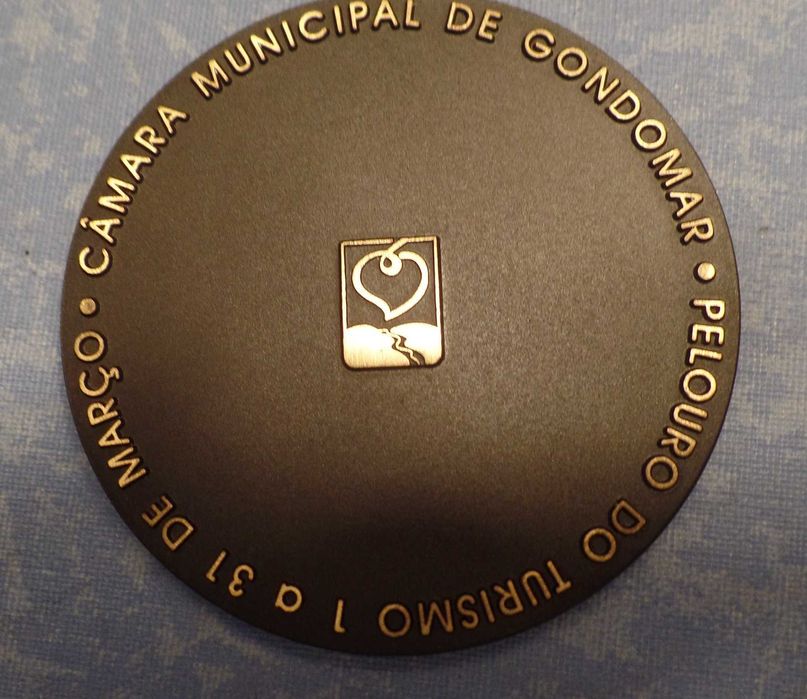 CÂMARA MUNICIPAL DE GONDOMAR • PELOURO DO TURISMO 1 a 31 DE MARÇO •